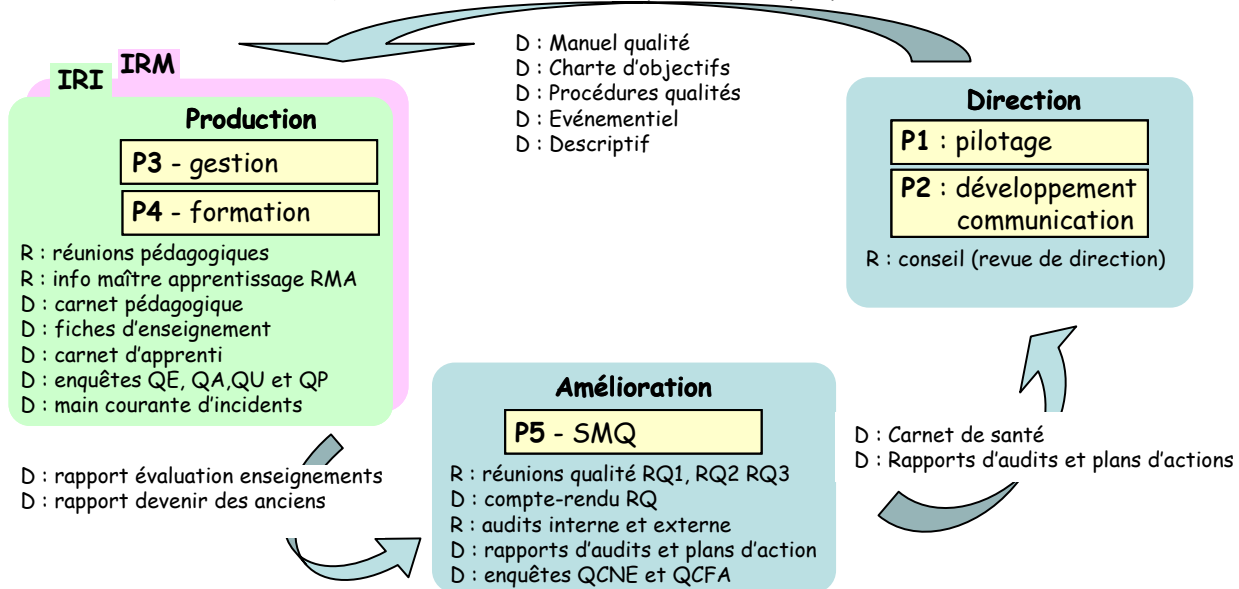 D : Manuel qualité
D : Charte d'objectifs
D : Procédures qualités
D : Evénementiel
D : Descriptif
IRM
IRI
Production
P3 - gestion
P4 - formation
R : réunions pédagogiques
R : info maître apprentissage RMA
D : carnet pédagogique
D : fiches d'enseignement
D : carnet d'apprenti
D : enquêtes QE, QA,QU et QP
D : main courante d'incidents
Direction
P1 : pilotage
P2 : développement
communication
R : conseil (revue de direction)
D : rapport évaluation enseignements
D : rapport devenir des anciens
Amélioration
P5 - SMQ
R : réunions qualité RQ1, RQ2 RQ3
D : compte-rendu RQ
R : audits interne et externe
D : rapports d'audits et plans d'action
D : enquêtes QCNE et QCFA
D : Carnet de santé
D : Rapports d'audits et plans d'actions